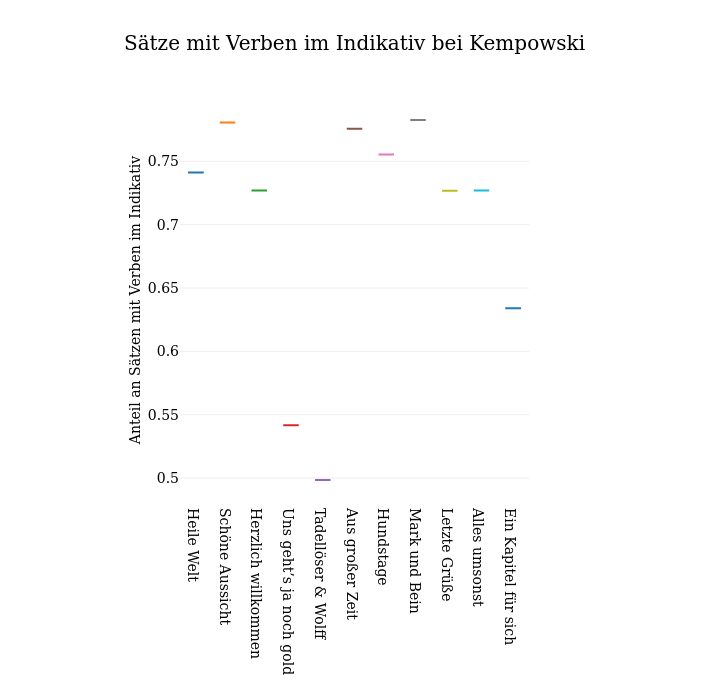 Sätze mit Verben im Indikativ bei Kempowski
Anteil an Sätzen mit Verben im Indikativ
0.75
0.7
0.65
0.6
0.55
0.5
Heile Welt
Schöne Aussicht
Herzlich willkommen
Uns geht’s ja noch gold
Tadellöser & Wolff
Aus großer Zeit
Hundstage
Mark und Bein
Letzte Grüße
Alles umsonst
Ein Kapitel für sich